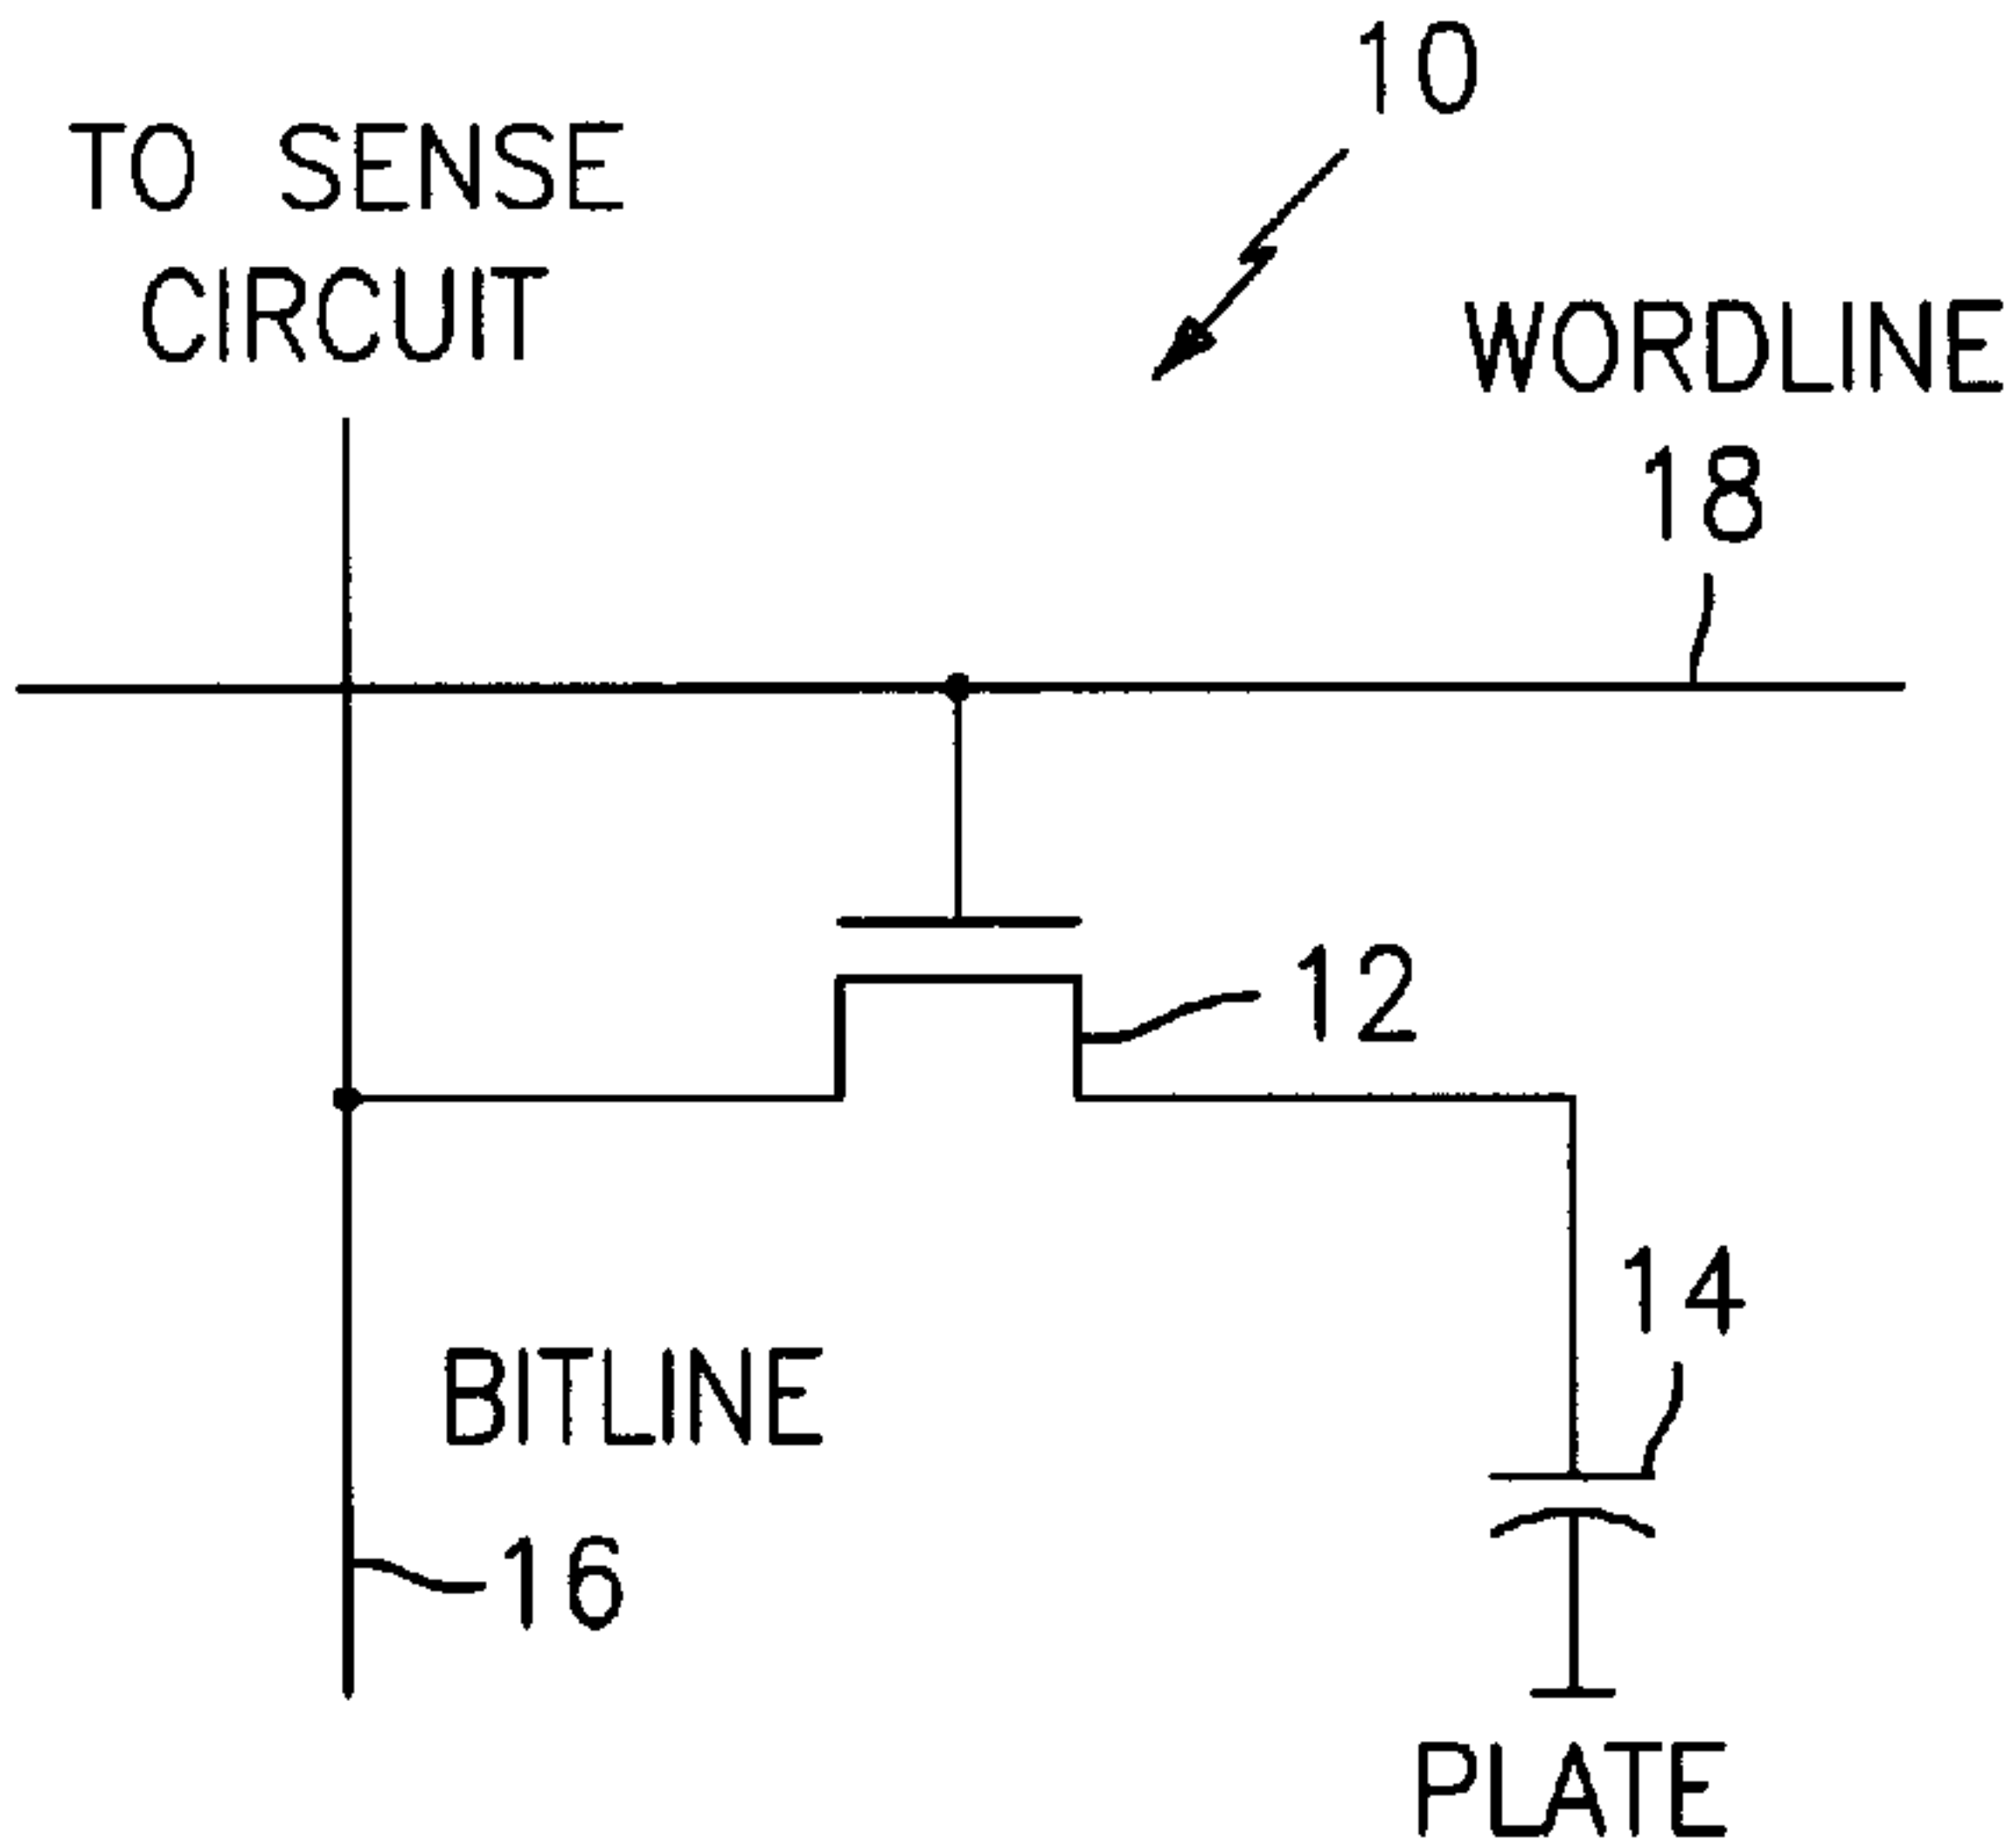 10
TO SENSE
CIRCUIT
WORDLINE
18
12
14
BITLINE
16
PLATE